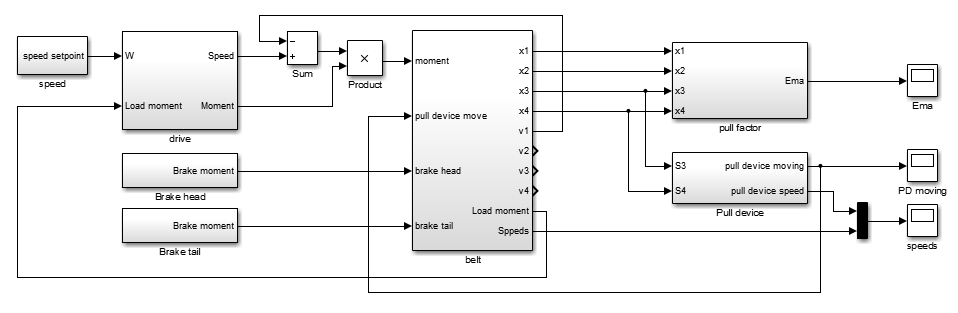 speed setpoint
speed
W
Speed
Load moment
Moment
drive
−
+
Sum
×
Product
Brake moment
Brake head
Brake moment
Brake tail
moment
pull device move
brake head
brake tail
x1
x2
x3
x4
v1
v2
v3
v4
Load moment
Sppeds
belt
x1
x2
x3
x4
Ema
pull factor
Ema
S3
S4
pull device moving
pull device speed
Pull device
PD moving
speeds